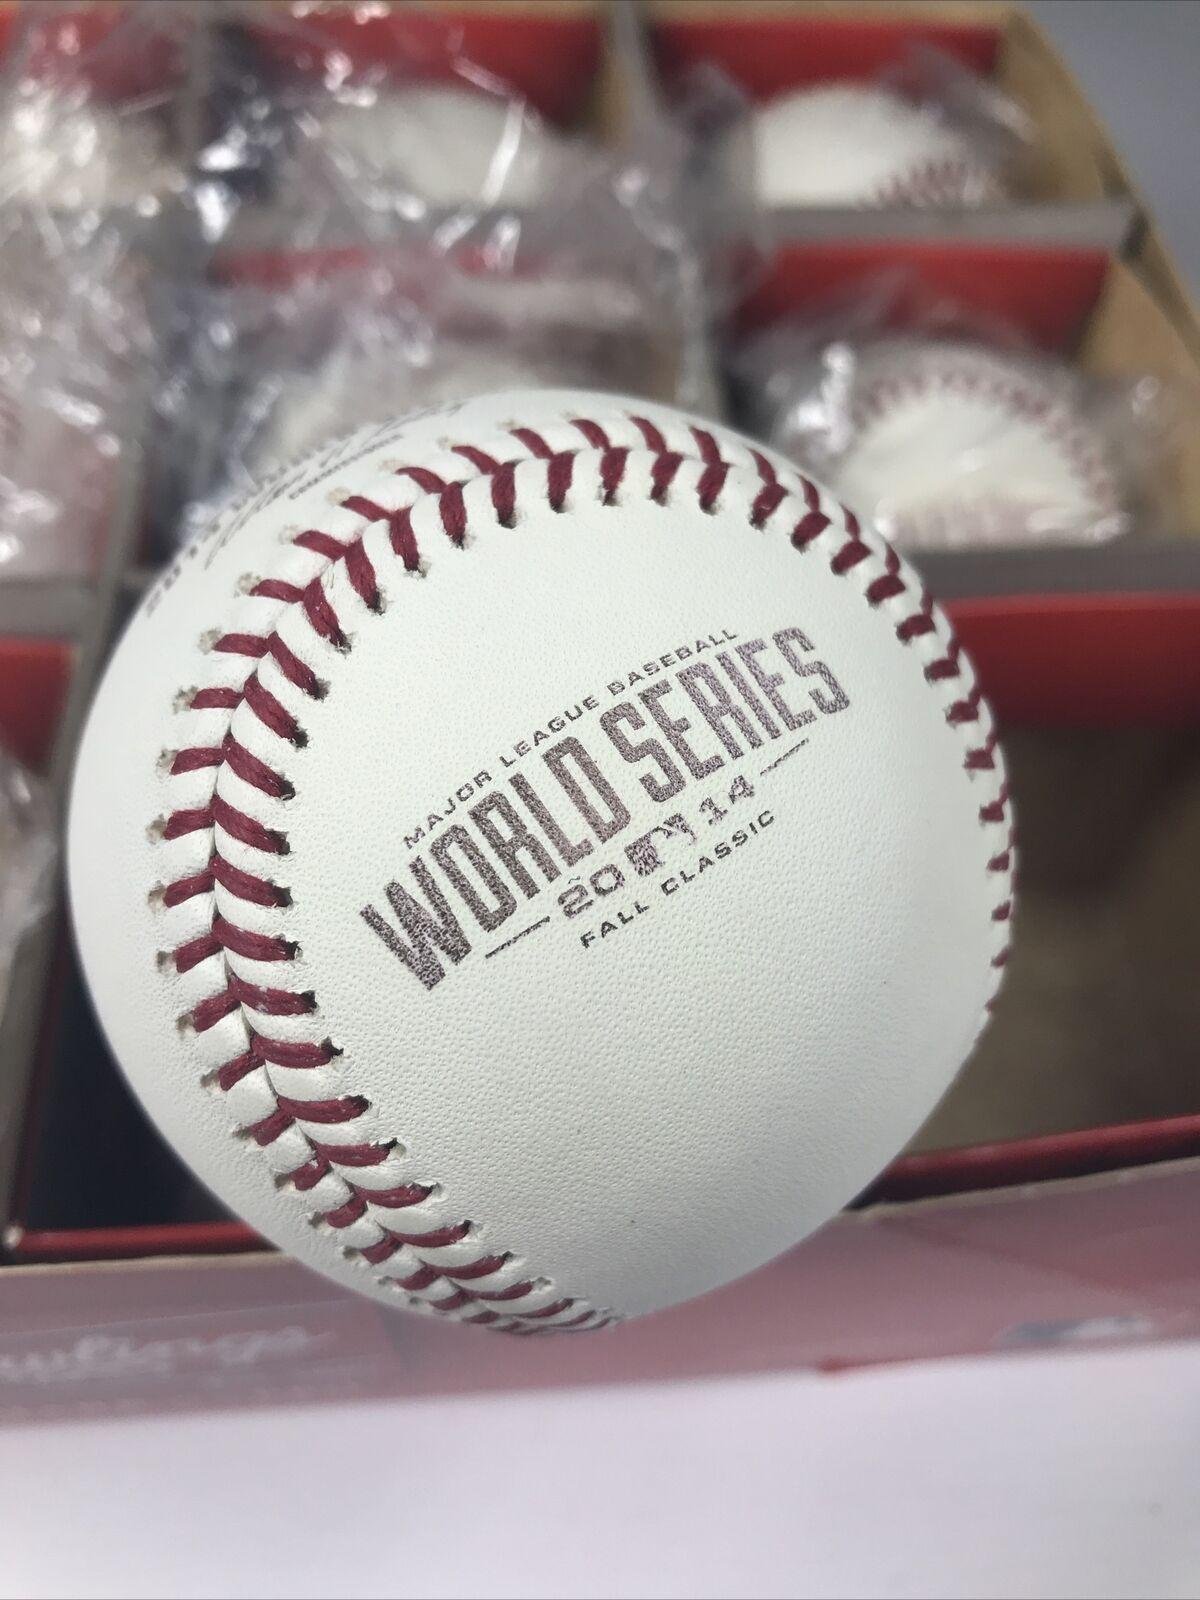 MAJOR LEAGUE BASEBALL
WORLD SERIES
20 14
FALL CLASSIC